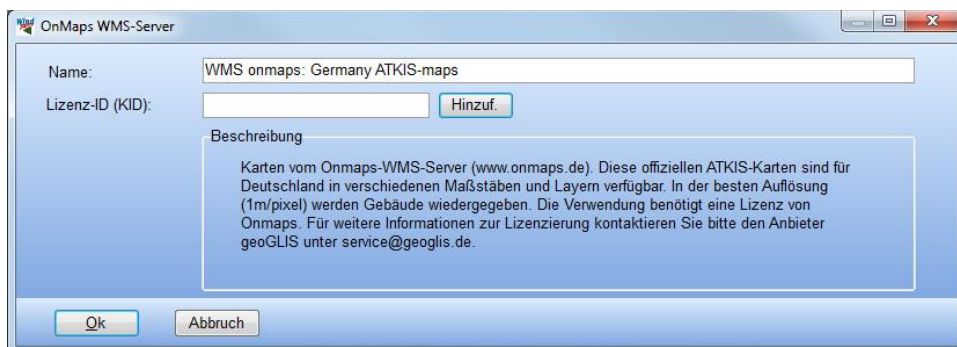 OnMaps WMS-Server
Name:
WMS onmaps: Germany ATKIS-maps
Lizenz-ID (KID):
Hinzuf.
Beschreibung
Karten vom Onmaps-WMS-Server (www.onmaps.de). Diese offiziellen ATKIS-Karten sind für
Deutschland in verschiedenen Maßstäben und Layern verfügbar. In der besten Auflösung
(1m/pixel) werden Gebäude wiedergegeben. Die Verwendung benötigt eine Lizenz von
Onmaps. Für weitere Informationen zur Lizenzierung kontaktieren Sie bitte den Anbieter
geoGLIS unter service@geoglis.de.
Ok
Abbruch